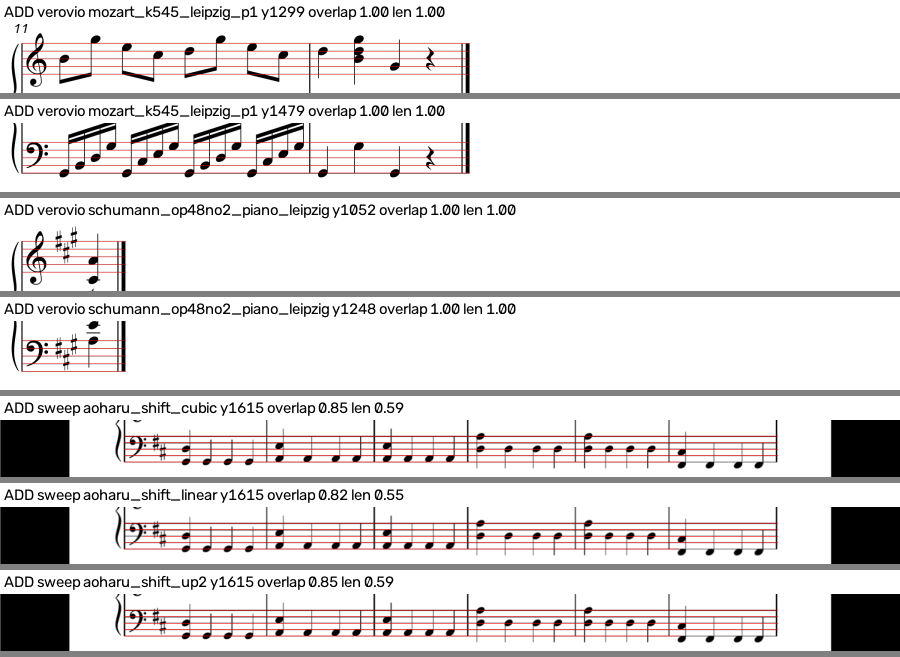 ADD verovio mozart_k545_leipzig_p1 y1299 overlap 1.00 len 1.00
11
ADD verovio mozart_k545_leipzig_p1 y1479 overlap 1.00 len 1.00
ADD verovio schumann_op48no2_piano_leipzig y1052 overlap 1.00 len 1.00
ADD verovio schumann_op48no2_piano_leipzig y1248 overlap 1.00 len 1.00
ADD sweep aoharu_shift_cubic y1615 overlap 0.85 len 0.59
ADD sweep aoharu_shift_linear y1615 overlap 0.82 len 0.55
ADD sweep aoharu_shift_up2 y1615 overlap 0.85 len 0.59